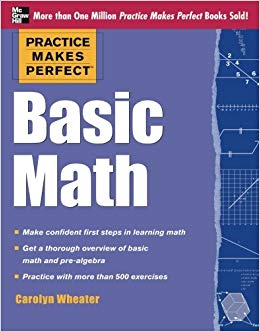 Mc
Graw
Hill
More than One Million Practice Makes Perfect Books Sold!
PRACTICE
MAKES
PERFECT™
Basic
Math
Make confident first steps in learning math
Get a thorough overview of basic
math and pre-algebra
Practice with more than 500 exercises
Carolyn Wheater